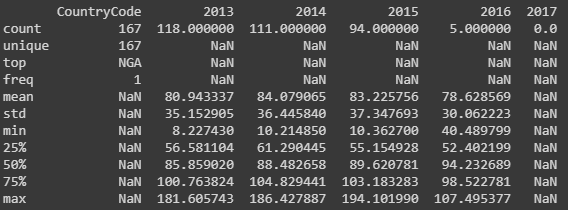 CountryCode 2013 2014 2015 2016 2017
count 167 118.000000 111.000000 94.000000 5.000000 0.0
unique 167 NaN NaN NaN NaN NaN
top NGA NaN NaN NaN NaN NaN
freq 1 NaN NaN NaN NaN NaN
mean NaN 80.943337 84.079065 83.225756 78.628569 NaN
std NaN 35.152905 36.445840 37.347693 30.062223 NaN
min NaN 8.227430 10.214850 10.362700 40.489799 NaN
25% NaN 56.581104 61.290445 55.154928 52.402199 NaN
50% NaN 85.859020 88.482658 89.620781 94.232689 NaN
75% NaN 100.763824 104.829441 103.183283 98.522781 NaN
max NaN 181.605743 186.427887 194.101990 107.495377 NaN